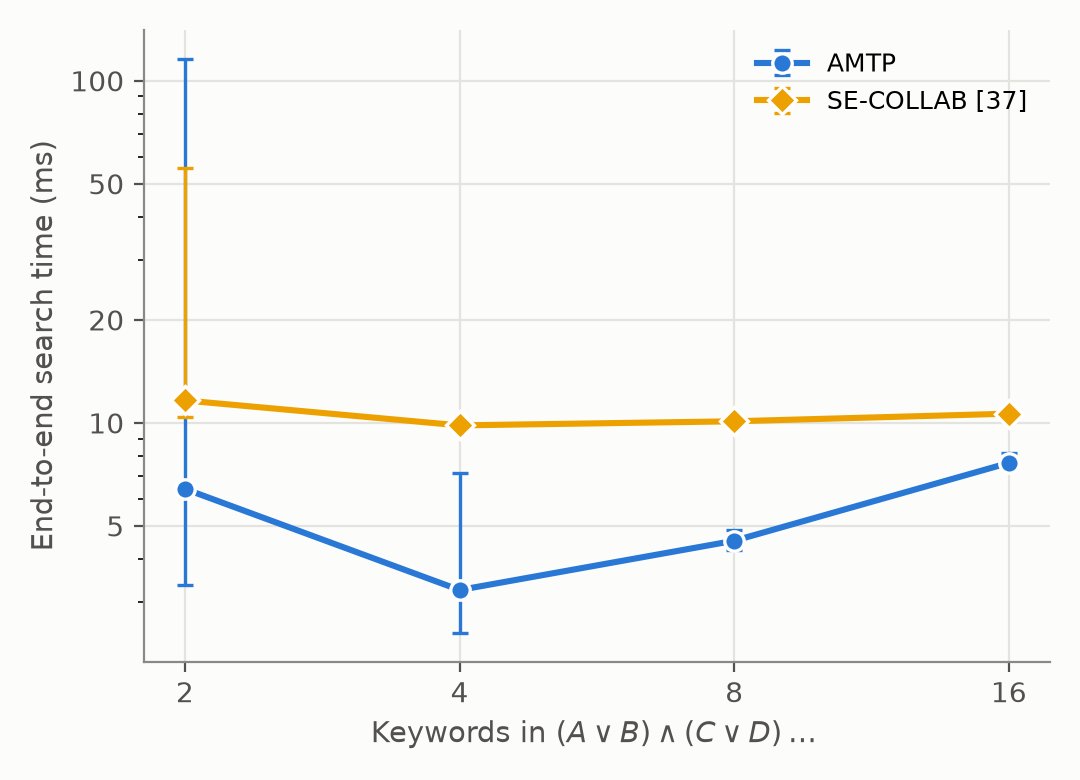 AMTP
SE-COLLAB [37]
End-to-end search time (ms)
100
50
20
10
5
2
4
8
16
Keywords in (A ∨ B) ∧ (C ∨ D) ...